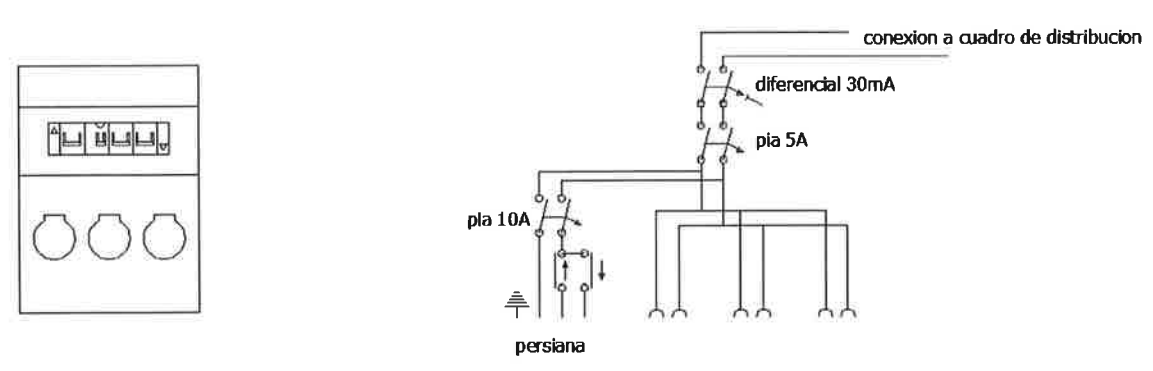 conexion a cuadro de distribucion
diferencial 30mA
pia 5A
pia 10A
persiana